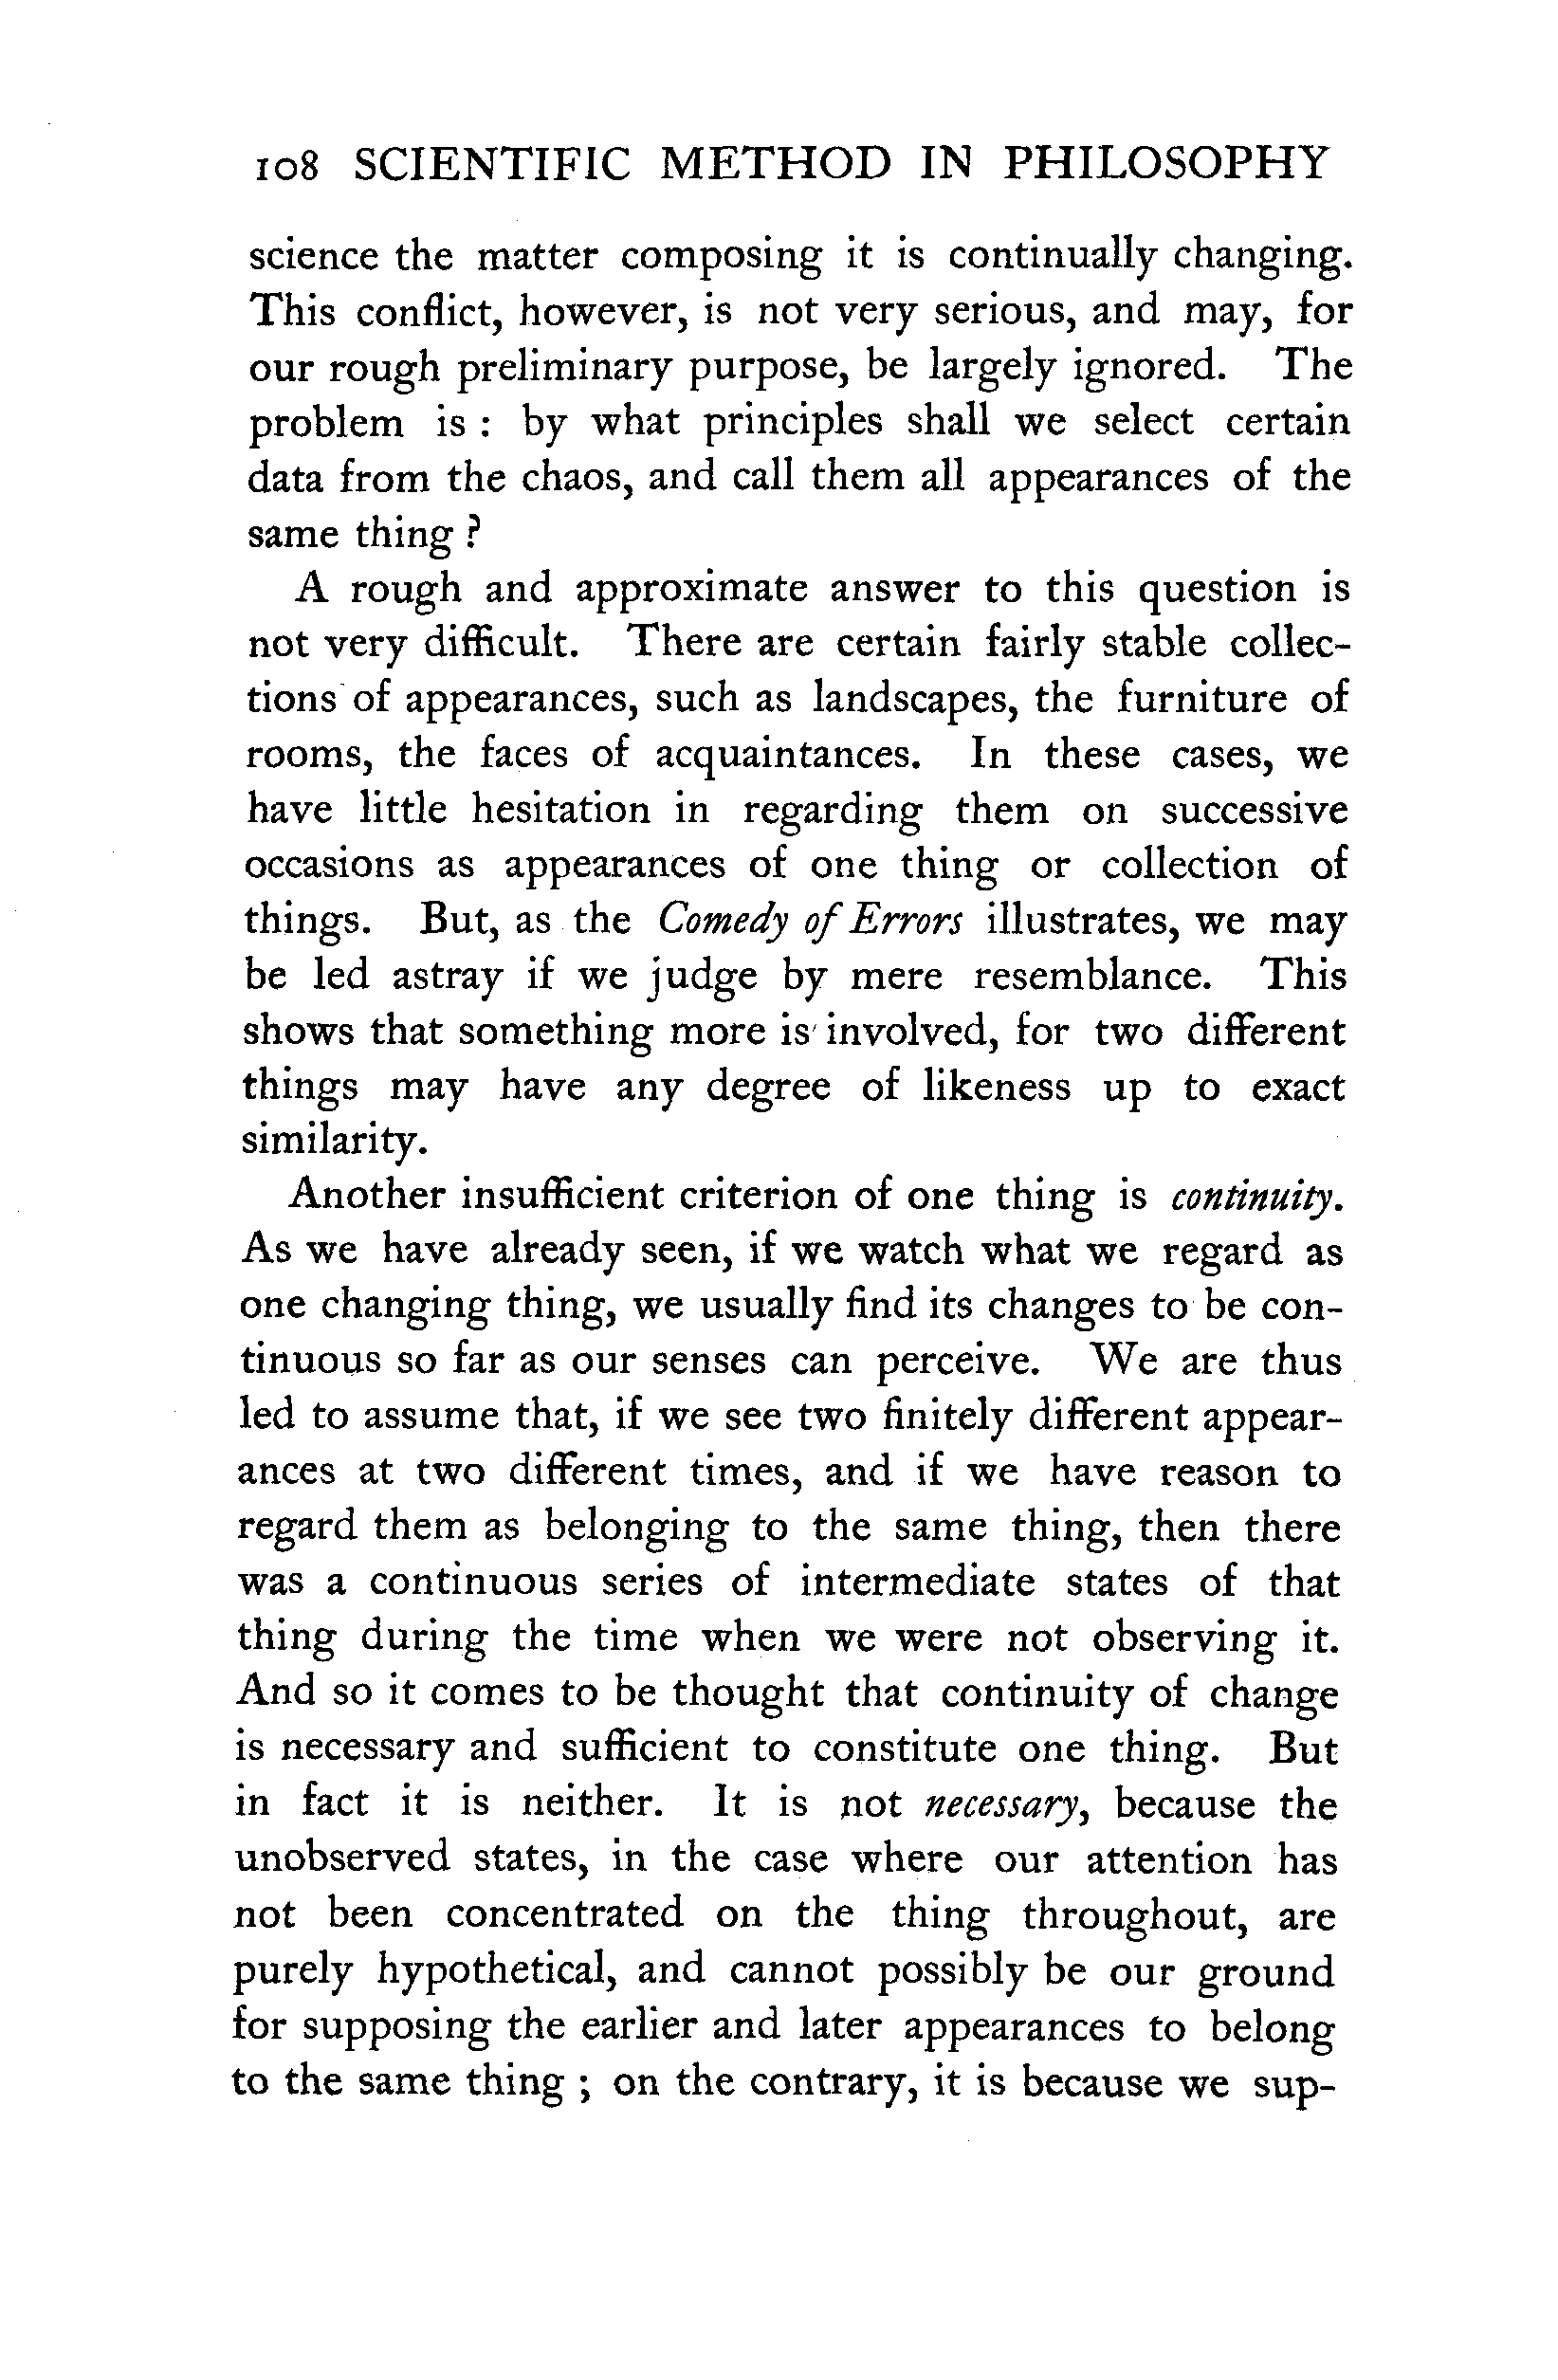 108 SCIENTIFIC METHOD IN PHILOSOPHY
science the matter composing it is continually changing.
This conflict, however, is not very serious, and may, for
our rough preliminary purpose, be largely ignored. The
problem is : by what principles shall we select certain
data from the chaos, and call them all appearances of the
same thing ?
A rough and approximate answer to this question is
not very difficult. There are certain fairly stable collec-
tions of appearances, such as landscapes, the furniture of
rooms, the faces of acquaintances. In these cases, we
have little hesitation in regarding them on successive
occasions as appearances of one thing or collection of
things. But, as the Comedy of Errors illustrates, we may
be led astray if we judge by mere resemblance. This
shows that something more is involved, for two different
things may have any degree of likeness up to exact
similarity.
Another insufficient criterion of one thing is continuity.
As we have already seen, if we watch what we regard as
one changing thing, we usually find its changes to be con-
tinuous so far as our senses can perceive. We are thus
led to assume that, if we see two finitely different appear-
ances at two different times, and if we have reason to
regard them as belonging to the same thing, then there
was a continuous series of intermediate states of that
thing during the time when we were not observing it.
And so it comes to be thought that continuity of change
is necessary and sufficient to constitute one thing. But
in fact it is neither. It is not necessary, because the
unobserved states, in the case where our attention has
not been concentrated on the thing throughout, are
purely hypothetical, and cannot possibly be our ground
for supposing the earlier and later appearances to belong
to the same thing ; on the contrary, it is because we sup-